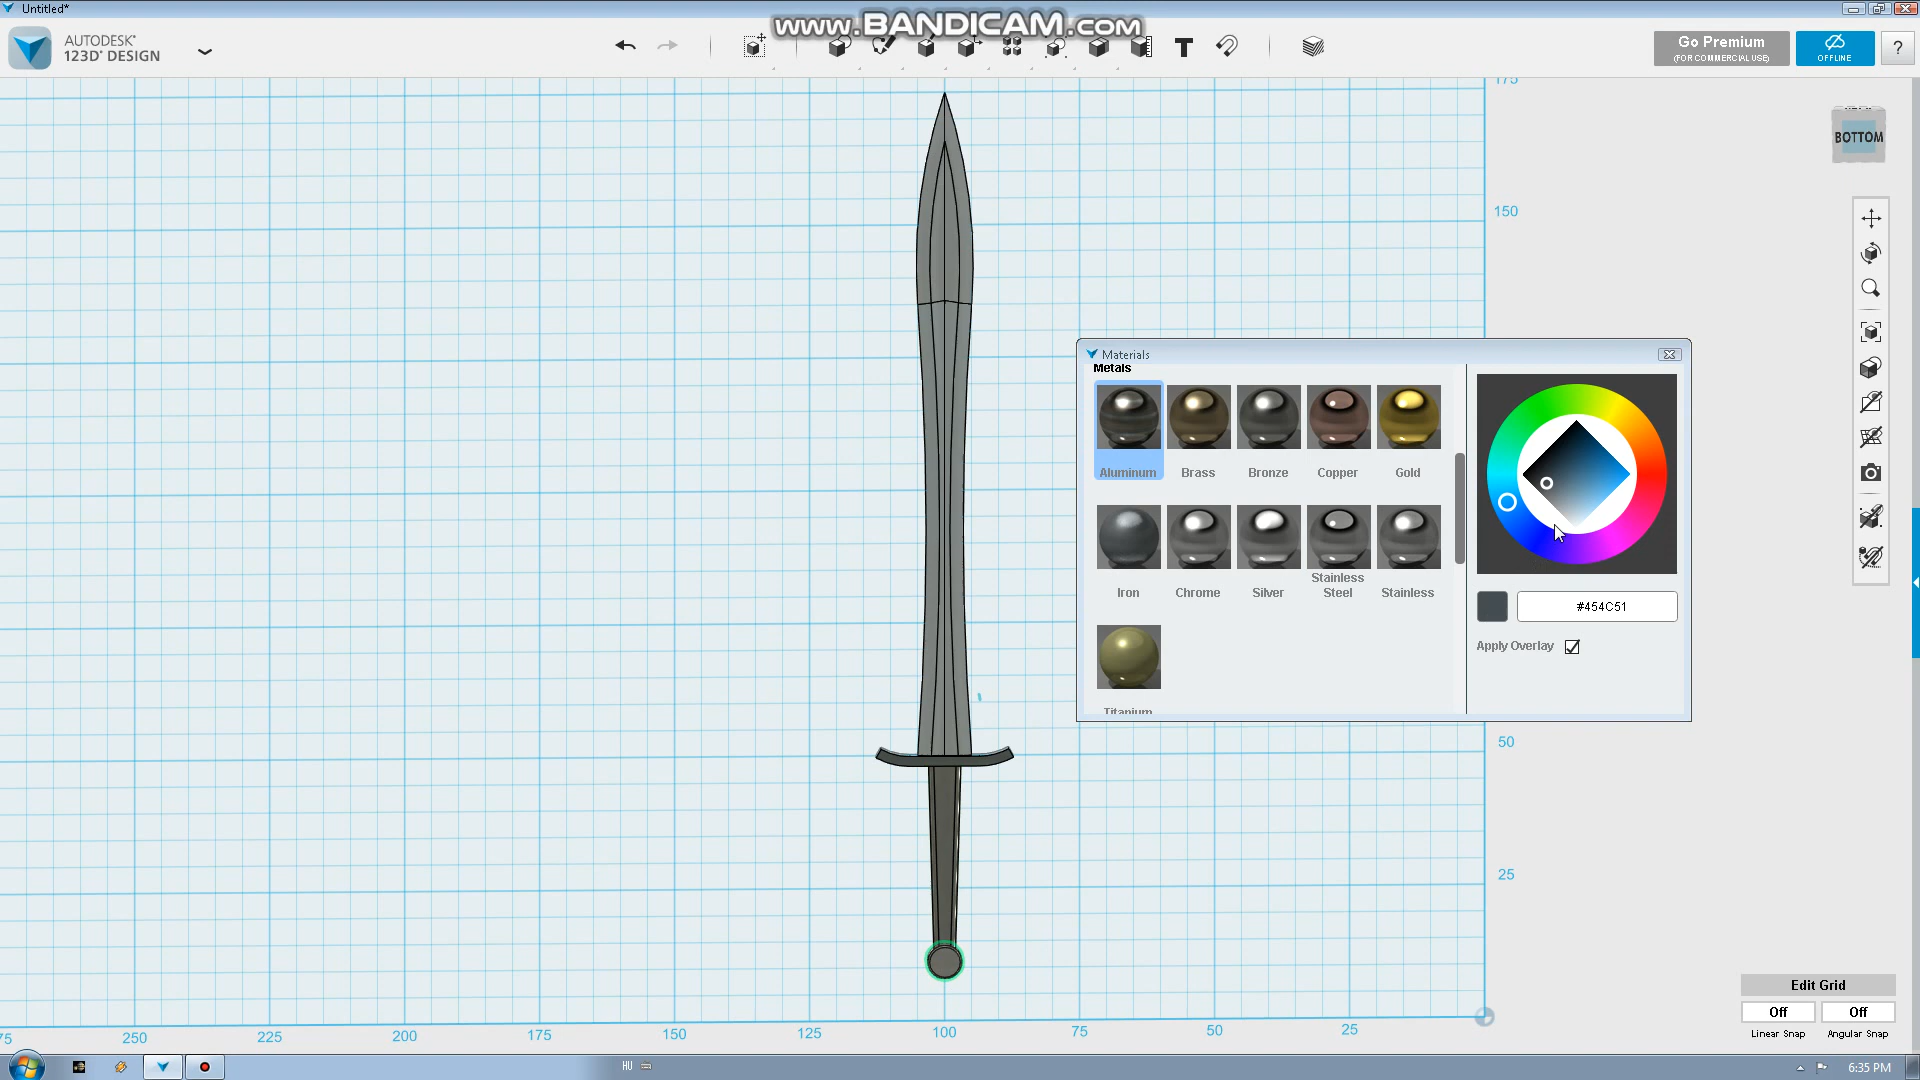 Untitled*
www.BANDICAM.com
AUTODESK®
123D® DESIGN
T
Go Premium
(FOR COMMERCIAL USE)
OFFLINE
?
175
BOTTOM
150
Materials
Metals
Aluminum
Brass
Bronze
Copper
Gold
Iron
Chrome
Silver
Stainless
Steel
Stainless
Titanium
#454C51
Apply Overlay
50
25
Edit Grid
Off
Off
Linear Snap
Angular Snap
75
250
225
200
175
150
125
100
75
50
25
HU
6:35 PM